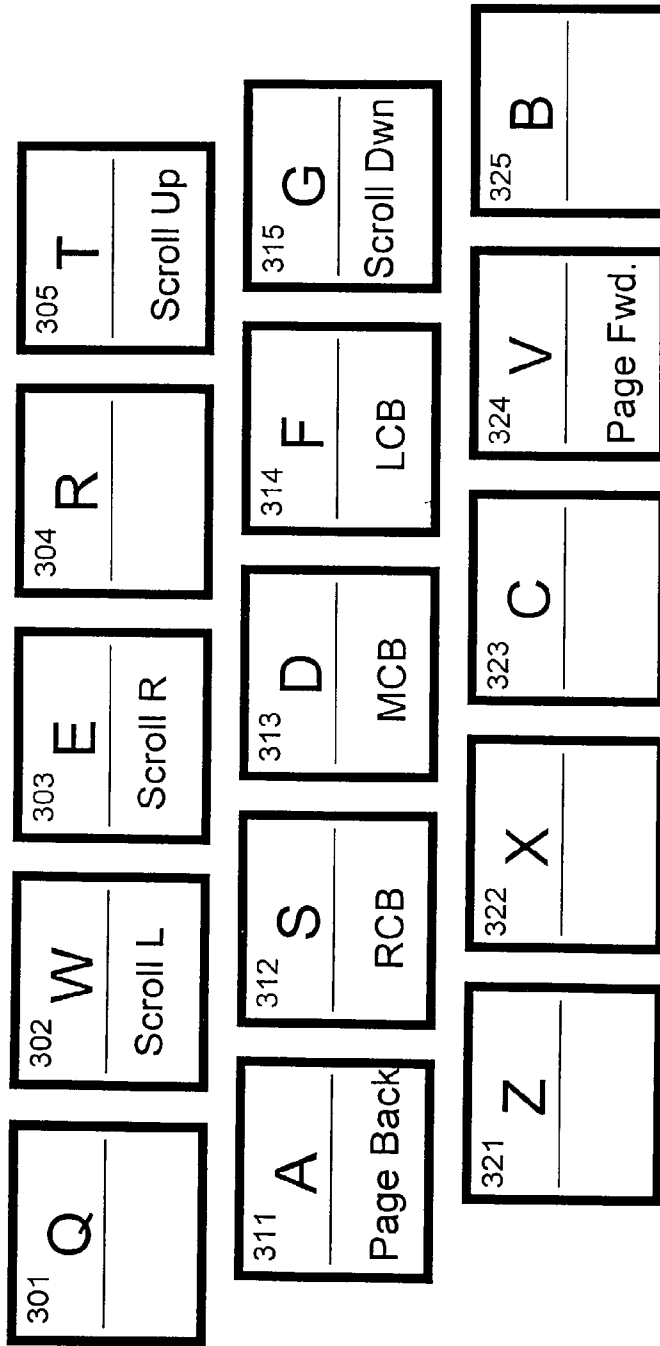 301
Q
302
W
Scroll L
303
E
Scroll R
304
R
305
T
Scroll Up
311
A
Page Back
312
S
RCB
313
D
MCB
314
F
LCB
315
G
Scroll Dwn
321
Z
322
X
323
C
324
V
Page Fwd.
325
B